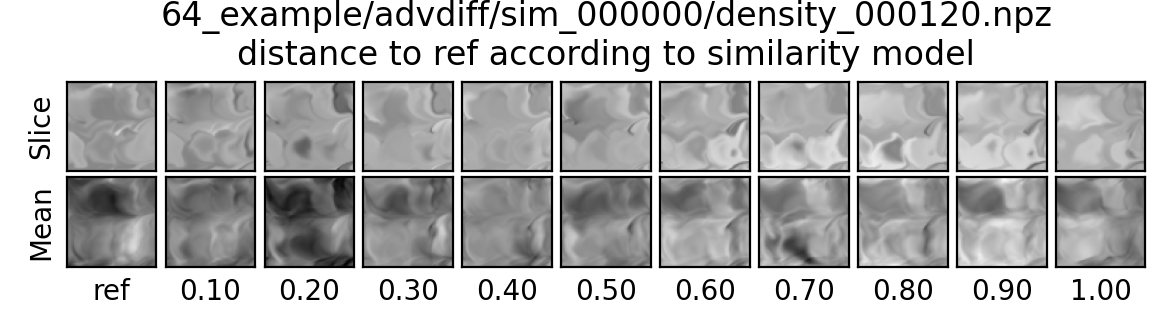 64_example/advdiff/sim_000000/density_000120.npz
distance to ref according to similarity model
Slice
Mean
ref 0.10 0.20 0.30 0.40 0.50 0.60 0.70 0.80 0.90 1.00